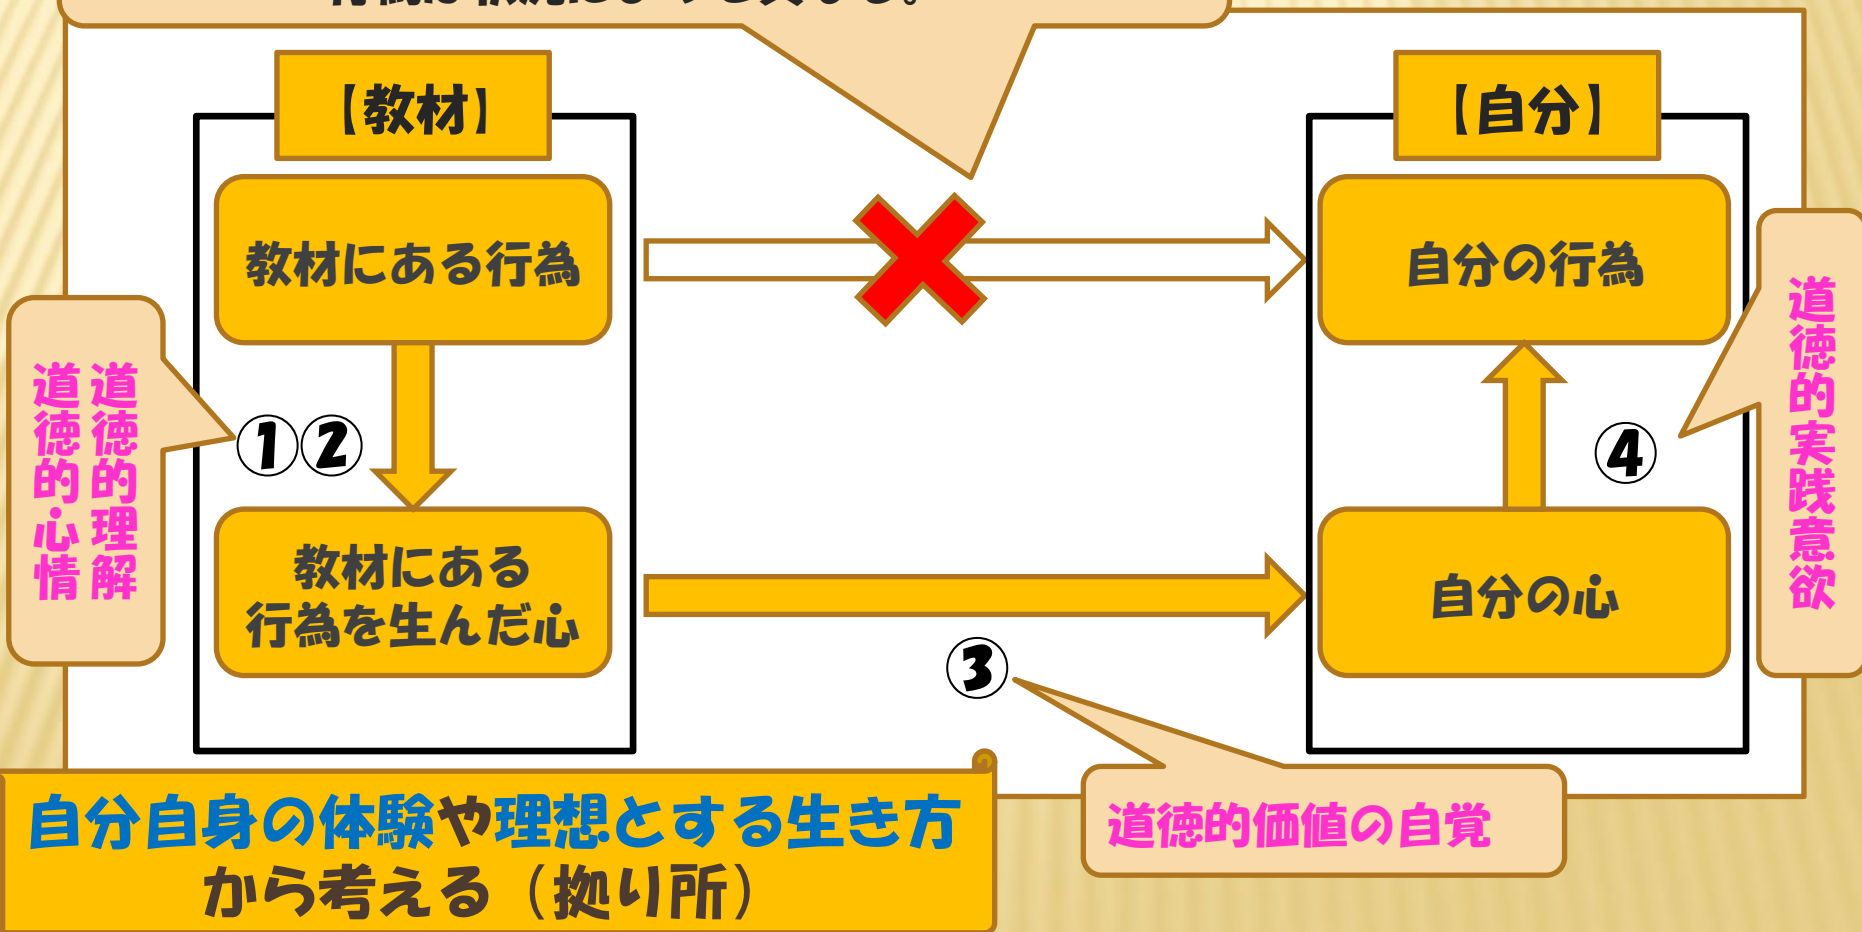 【教材】
【自分】
教材にある行為
自分の行為
道徳的理解
道徳的心情
①②
道徳的実践意欲
④
教材にある
行為を生んだ心
自分の心
③
自分自身の体験や理想とする生き方
から考える（拠り所）
道徳的価値の自覚